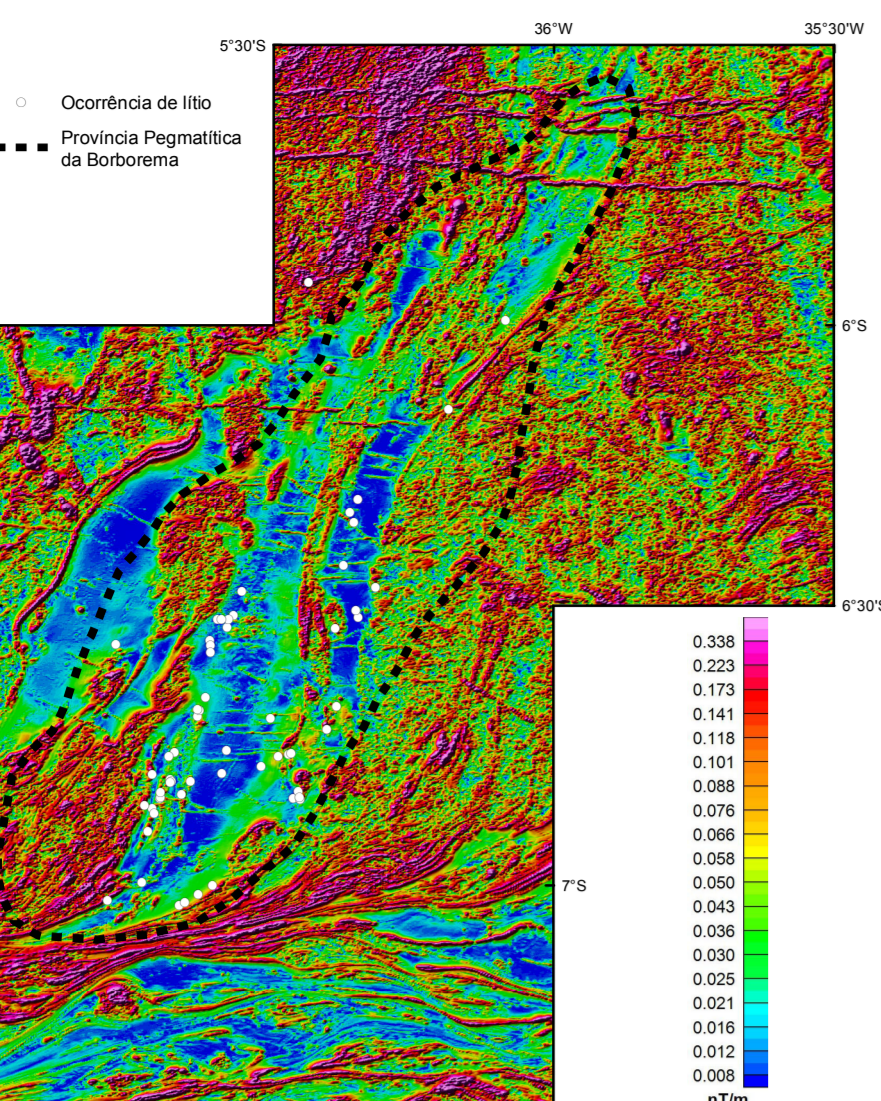 36°W
35°30'W
5°30'S
Ocorrência de lítio
Província Pegmatítica
da Borborema
6°S
6°30'S
0.338
0.223
0.173
0.141
0.118
0.101
0.088
0.076
0.066
0.058
0.050
7°S
0.043
0.036
0.030
0.025
0.021
0.016
0.012
0.008
nT/m